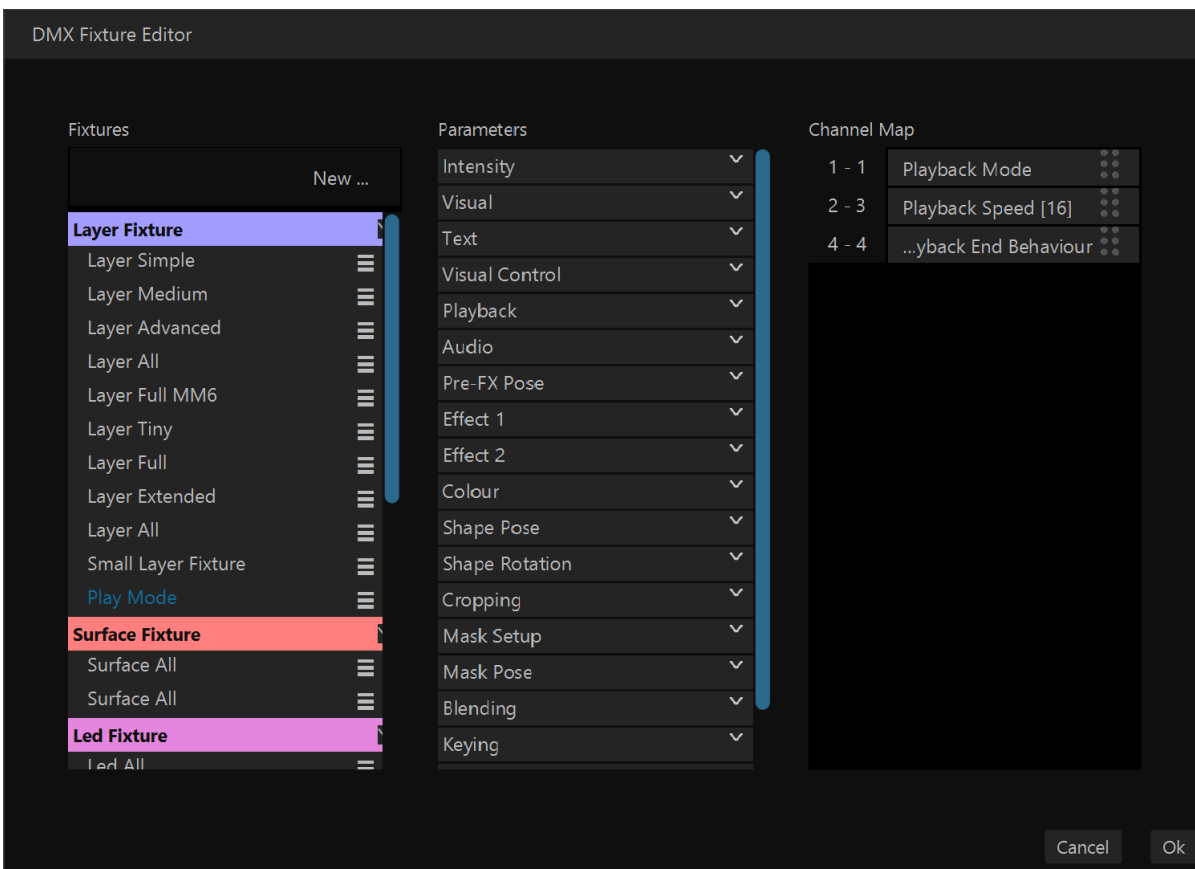 DMX Fixture Editor
Fixtures
New ...
Layer Fixture
Layer Simple
Layer Medium
Layer Advanced
Layer All
Layer Full MM6
Layer Tiny
Layer Full
Layer Extended
Layer All
Small Layer Fixture
Play Mode
Surface Fixture
Surface All
Surface All
Led Fixture
Led All
Parameters
Intensity
Visual
Text
Visual Control
Playback
Audio
Pre-FX Pose
Effect 1
Effect 2
Colour
Shape Pose
Shape Rotation
Cropping
Mask Setup
Mask Pose
Blending
Keying
Channel Map
1 - 1 Playback Mode
2 - 3 Playback Speed [16]
4 - 4 ...yback End Behaviour
Cancel
Ok